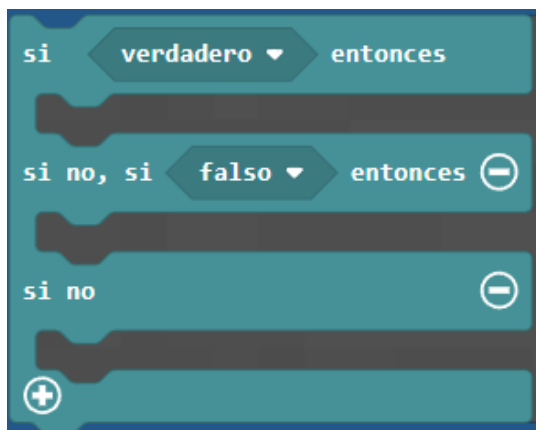 si verdadero entonces
si no, si falso entonces
si no